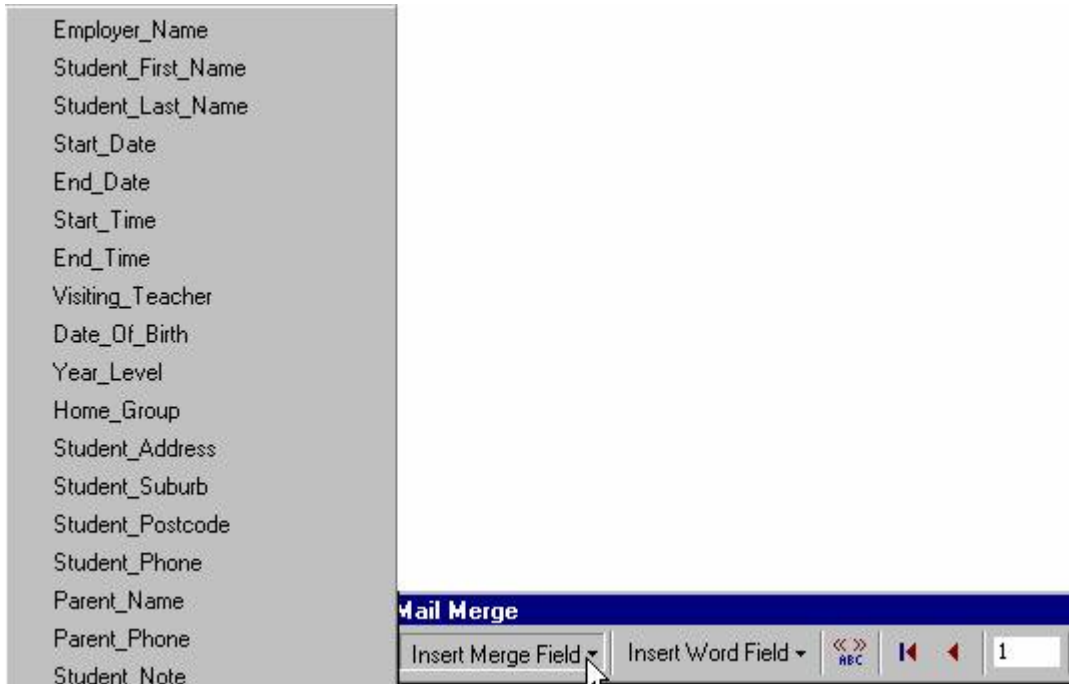 Employer_Name
Student_First_Name
Student_Last_Name
Start_Date
End_Date
Start_Time
End_Time
Visiting_Teacher
Date_Of_Birth
Year_Level
Home_Group
Student_Address
Student_Suburb
Student_Postcode
Student_Phone
Parent_Name
Parent_Phone
Student_Note
Mail Merge
Insert Merge Field Insert Word Field «» ABC 1